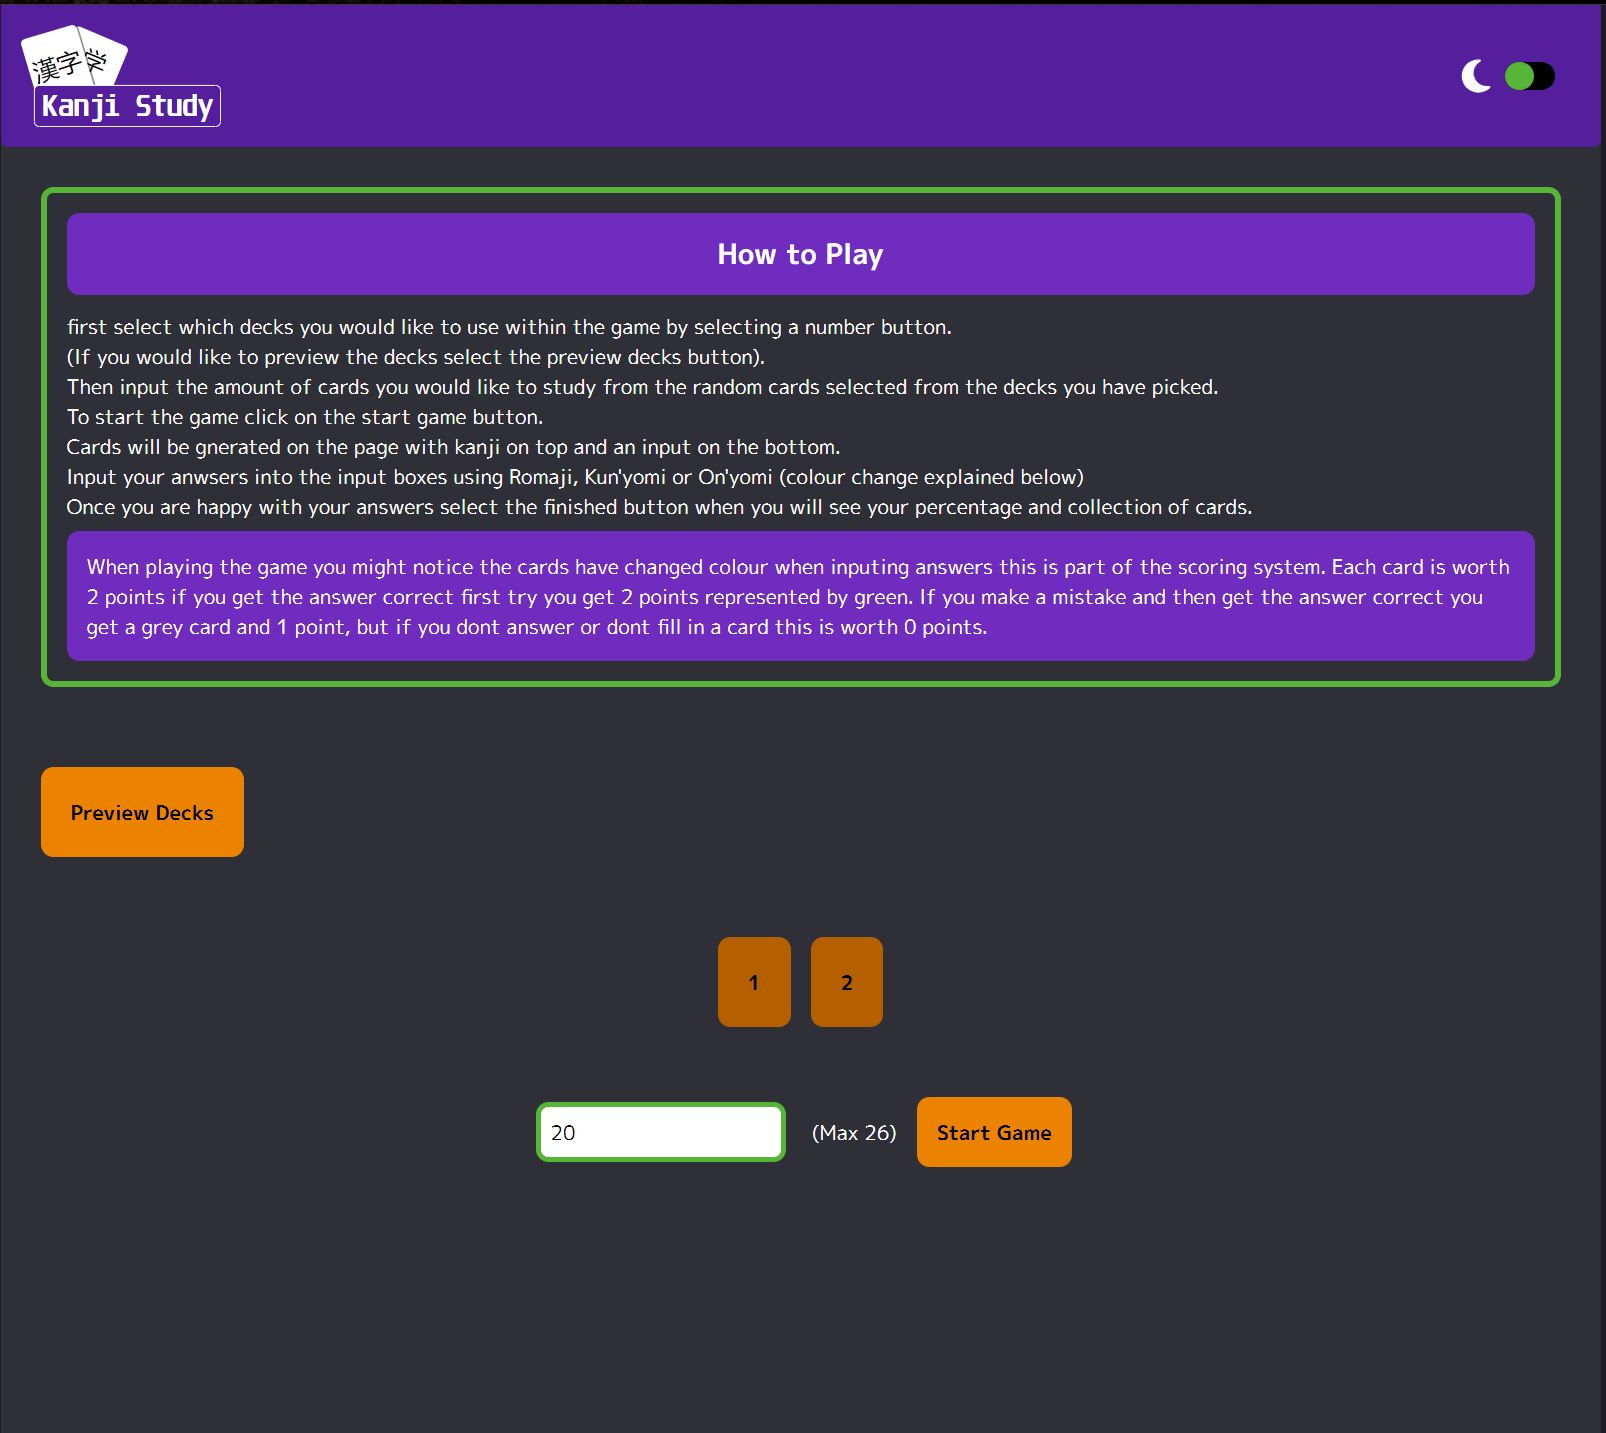 漢字 学
Kanji Study
How to Play
first select which decks you would like to use within the game by selecting a number button.
(If you would like to preview the decks select the preview decks button).
Then input the amount of cards you would like to study from the random cards selected from the decks you have picked.
To start the game click on the start game button.
Cards will be gnerated on the page with kanji on top and an input on the bottom.
Input your anwsers into the input boxes using Romaji, Kun'yomi or On'yomi (colour change explained below)
Once you are happy with your answers select the finished button when you will see your percentage and collection of cards.
When playing the game you might notice the cards have changed colour when inputing answers this is part of the scoring system. Each card is worth
2 points if you get the answer correct first try you get 2 points represented by green. If you make a mistake and then get the answer correct you
get a grey card and 1 point, but if you dont answer or dont fill in a card this is worth 0 points.
Preview Decks
1 2
20 (Max 26) Start Game